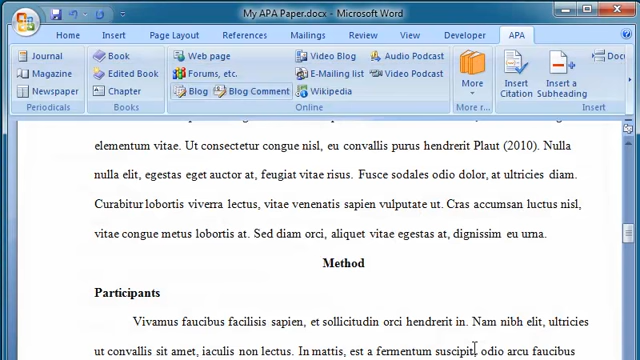 My APA Paper.docx - Microsoft Word
Home Insert Page Layout References Mailings Review View Developer APA
Journal Book Web page Video Blog Audio Podcast
Magazine Edited Book Forums, etc. E-Mailing list Video Podcast
Newspaper Chapter Blog Blog Comment Wikipedia
More Insert Citation Insert a Subheading Docu
Periodicals Books Online More r... Insert
elementum vitae. Ut consectetur congue nisl, eu convallis purus hendrerit Plaut (2010). Nulla
nulla elit, egestas eget auctor at, feugiat vitae risus. Fusce sodales odio dolor, at ultricies diam.
Curabitur lobortis viverra lectus, vitae venenatis sapien vulputate ut. Cras accumsan luctus nisl,
vitae congue metus lobortis at. Sed diam orci, aliquet vitae egestas at, dignissim eu urna.
Method
Participants
Vivamus faucibus facilisis sapien, et sollicitudin orci hendrerit in. Nam nibh elit, ultricies
ut convallis sit amet, iaculis non lectus. In mattis, est a fermentum suscipit, odio arcu faucibus